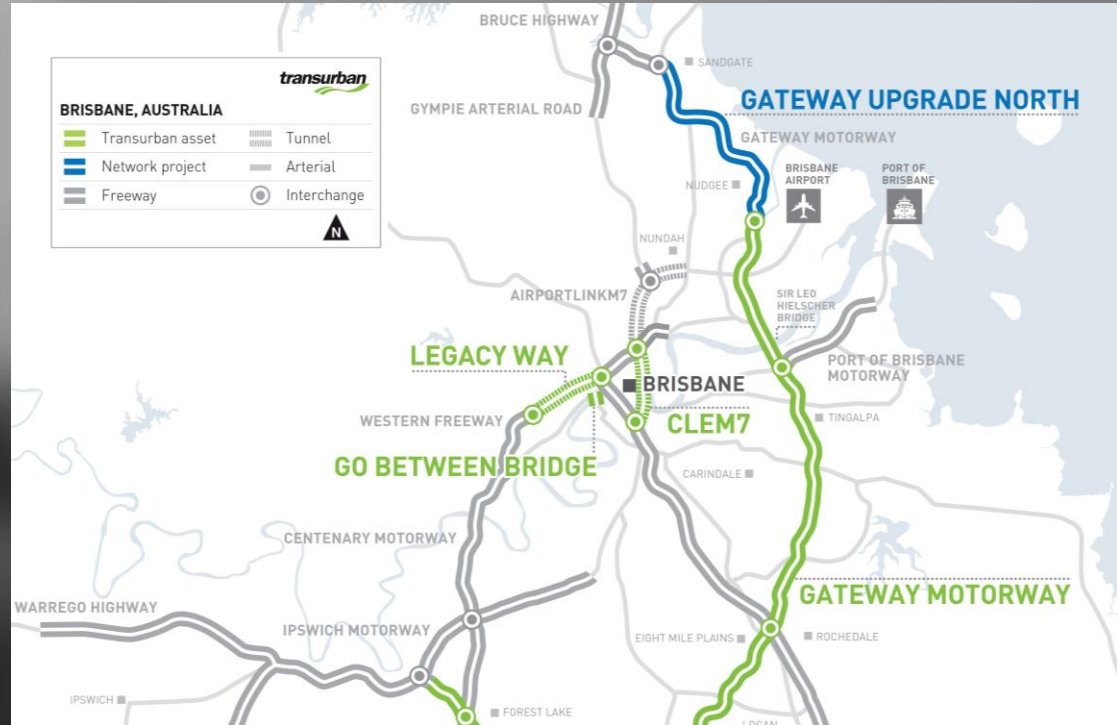 BRUCE HIGHWAY
transurban
BRISBANE, AUSTRALIA
Transurban asset
Tunnel
Network project
Arterial
Freeway
Interchange
N
SANDGATE
GYMPIE ARTERIAL ROAD
GATEWAY UPGRADE NORTH
GATEWAY MOTORWAY
BRISBANE
AIRPORT
PORT OF
BRISBANE
NUDGEE
NUNDAH
AIRPORTLINKM7
SIR LEO
HIELSCHER
BRIDGE
LEGACY WAY
BRISBANE
PORT OF BRISBANE
MOTORWAY
WESTERN FREEWAY
CLEM7
TINGALPA
GO BETWEEN BRIDGE
CARINDALE
CENTENARY MOTORWAY
GATEWAY MOTORWAY
WARREGO HIGHWAY
IPSWICH MOTORWAY
EIGHT MILE PLAINS
ROCHEDALE
IPSWICH
FOREST LAKE
LOGAN